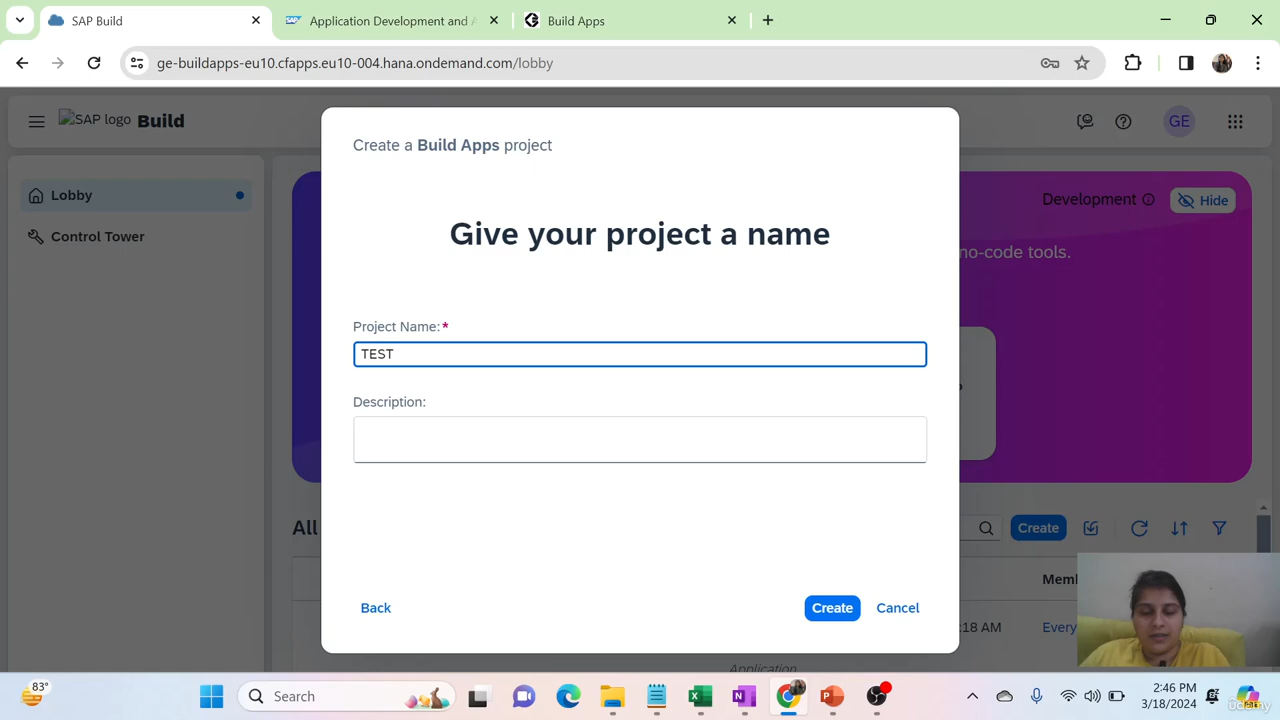 SAP Build
Application Development and A
Build Apps
ge-buildapps-eu10.cfapps.eu10-004.hana.ondemand.com/lobby
SAP logo Build
GE
Lobby
Control Tower
Development
Hide
no-code tools.
Create a Build Apps project
Give your project a name
Project Name:*
TEST
Description:
Back
Create
Cancel
All
Create
Memb
:18 AM
Every
Application
83°
Search
2:46 PM
3/18/2024
ûdemy